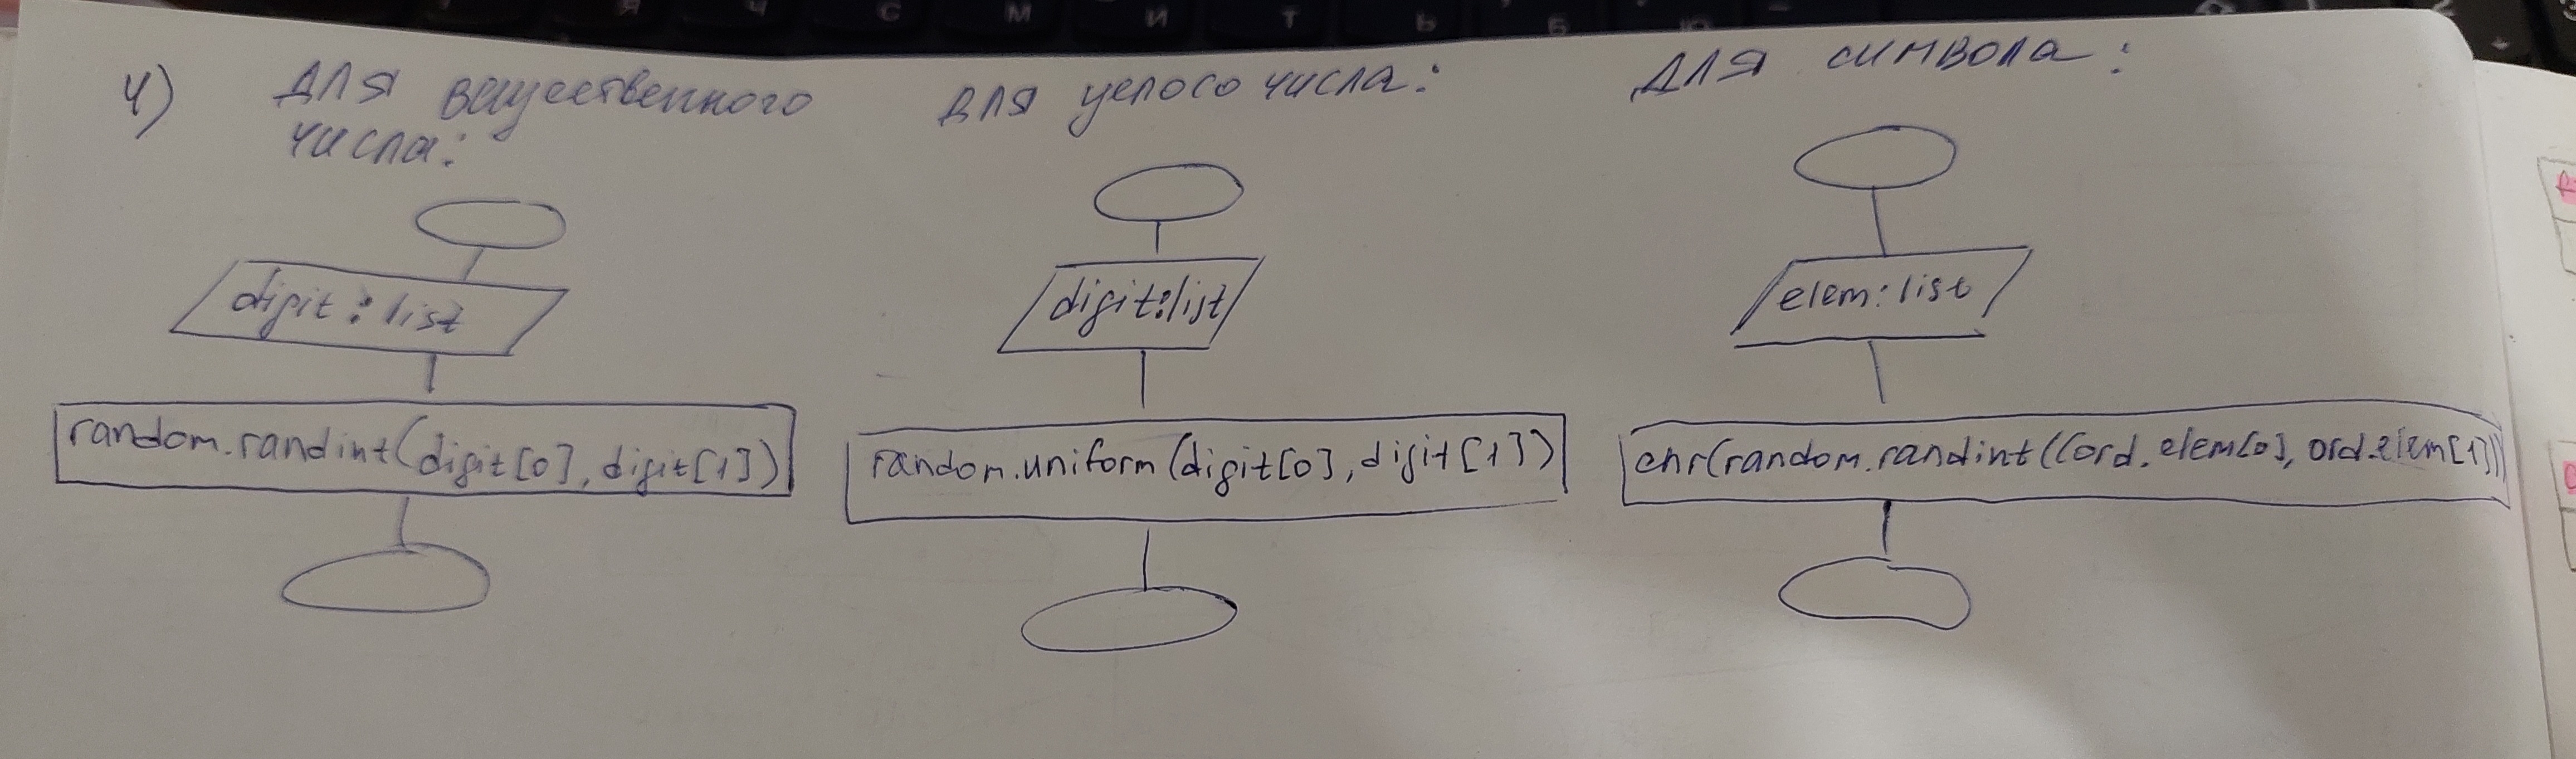 4)
для вещественного
числа:
digit : list
random.randint(digit[0], digit[1])
для целого числа:
digit:list
random.uniform(digit[0], digit[1])
для символа:
elem: list
chr(random.randint((ord.elem[0], ord.elem[1]))